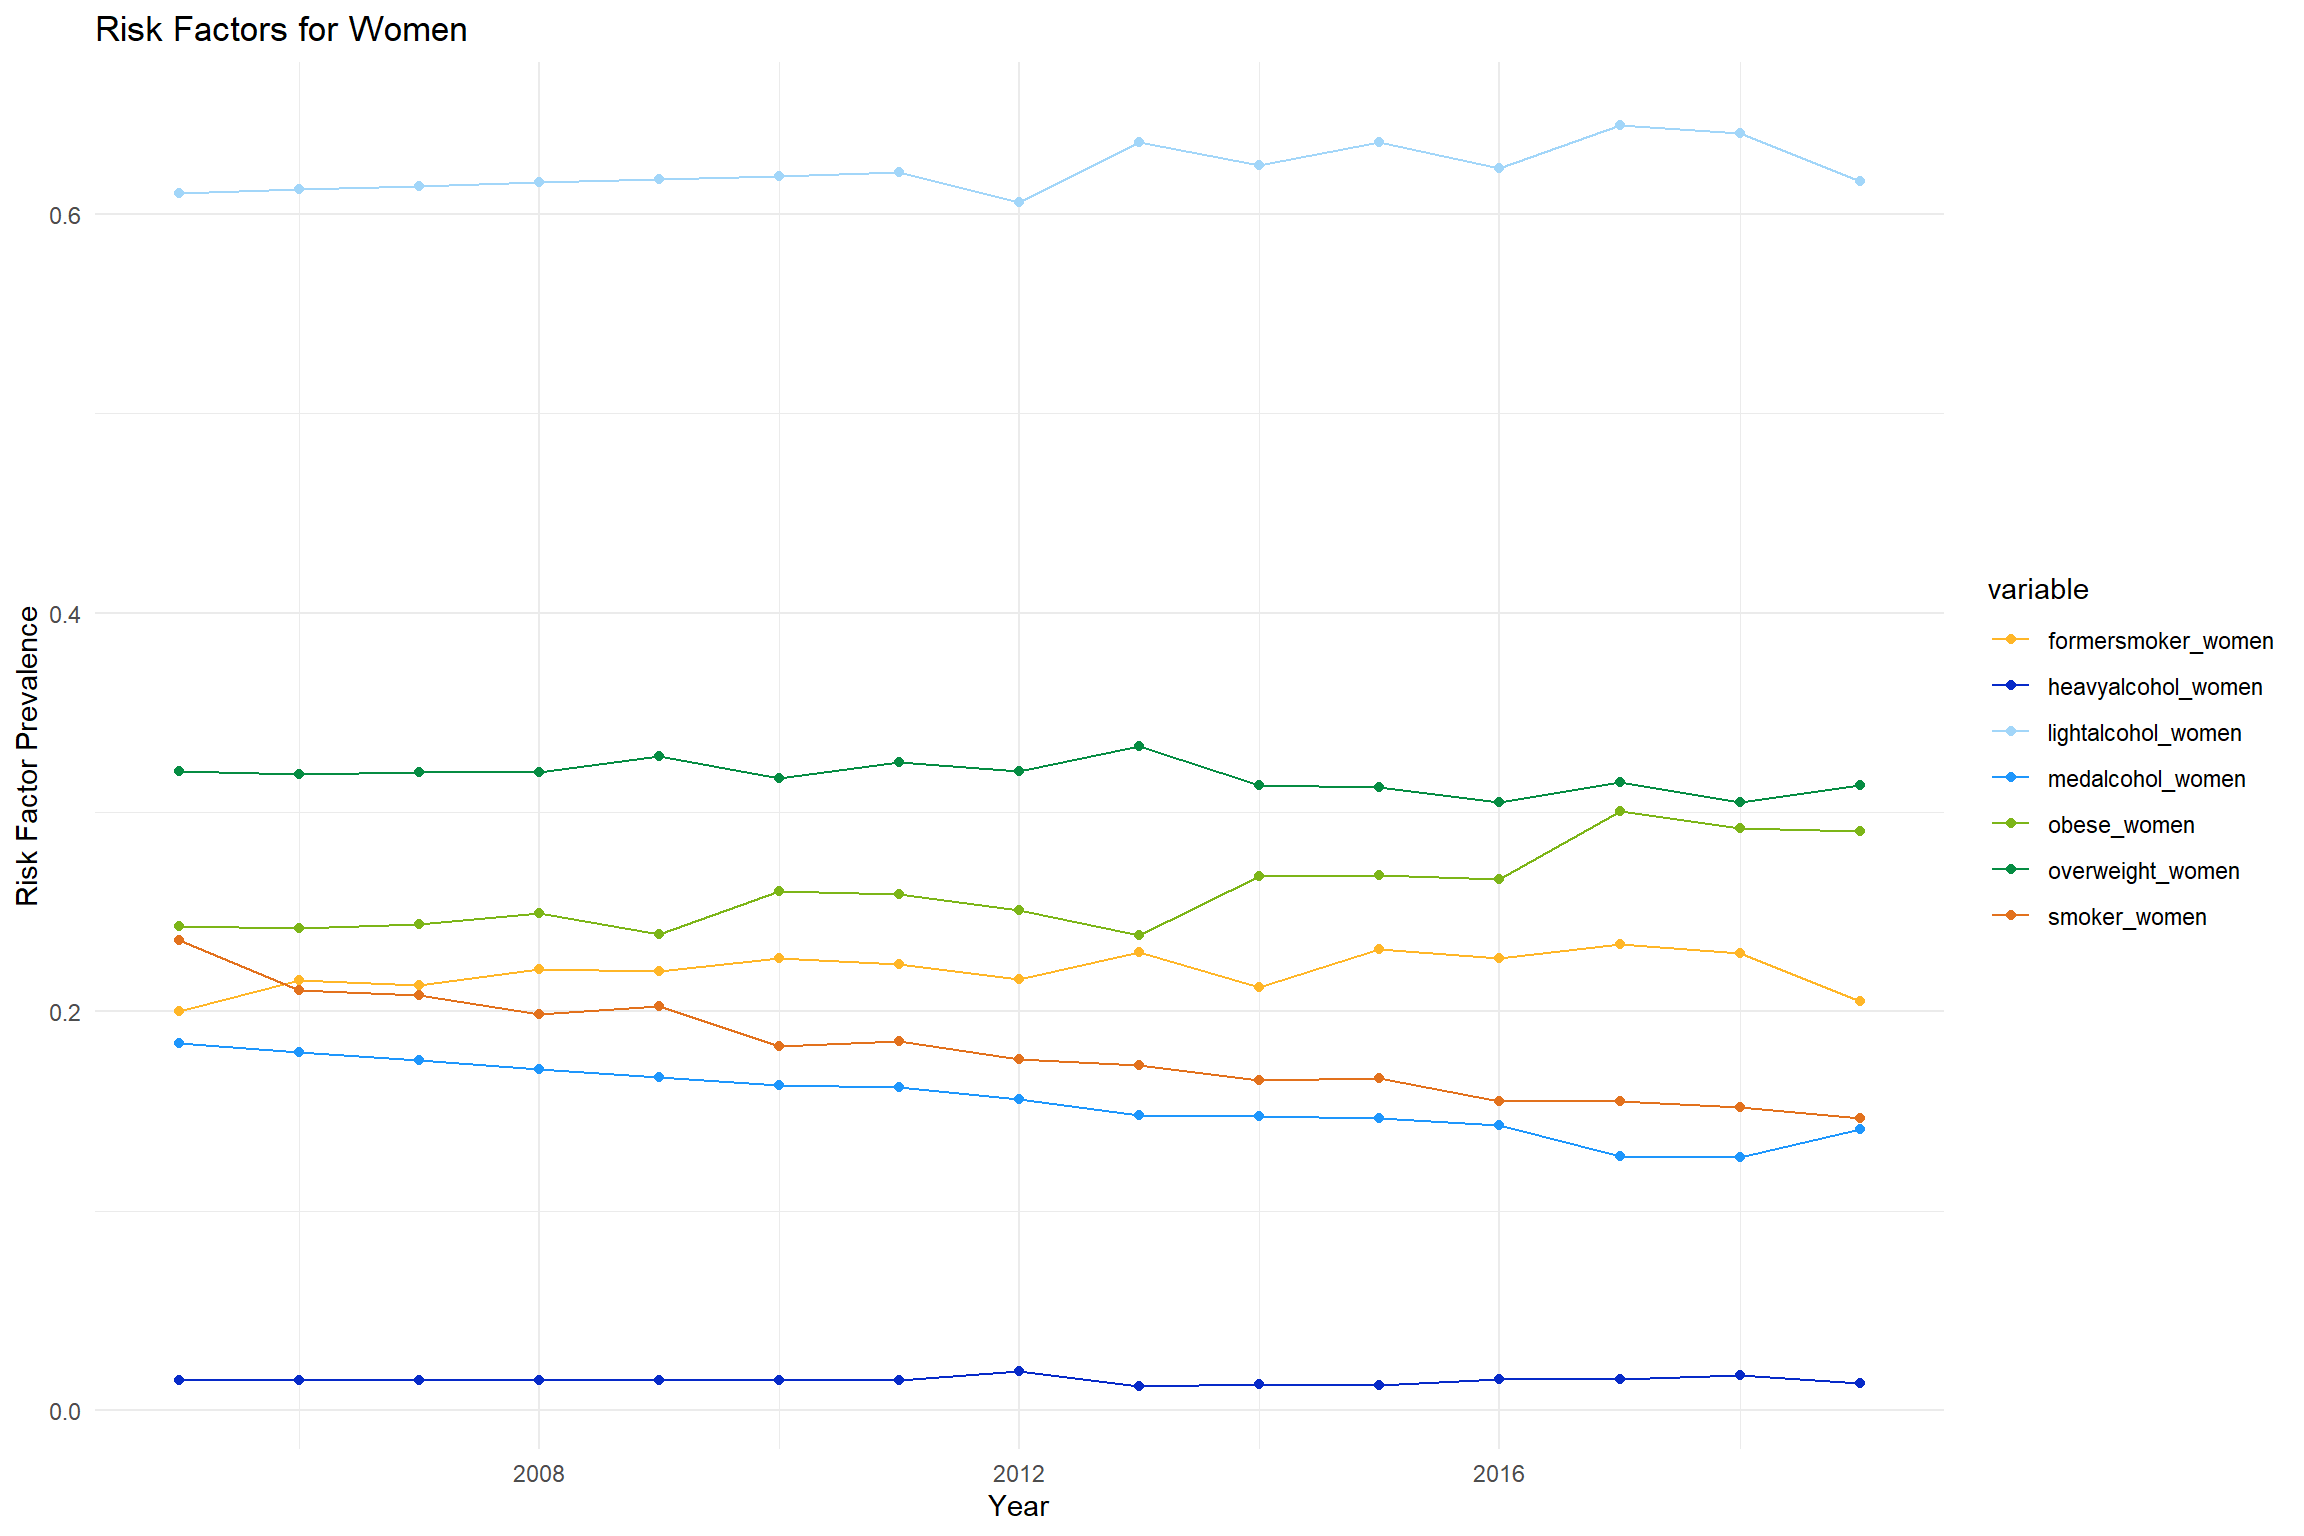 Risk Factors for Women
Risk Factor Prevalence
0.6
0.4
0.2
0.0
2008
2012
2016
Year
variable
formersmoker_women
heavyalcohol_women
lightalcohol_women
medalcohol_women
obese_women
overweight_women
smoker_women